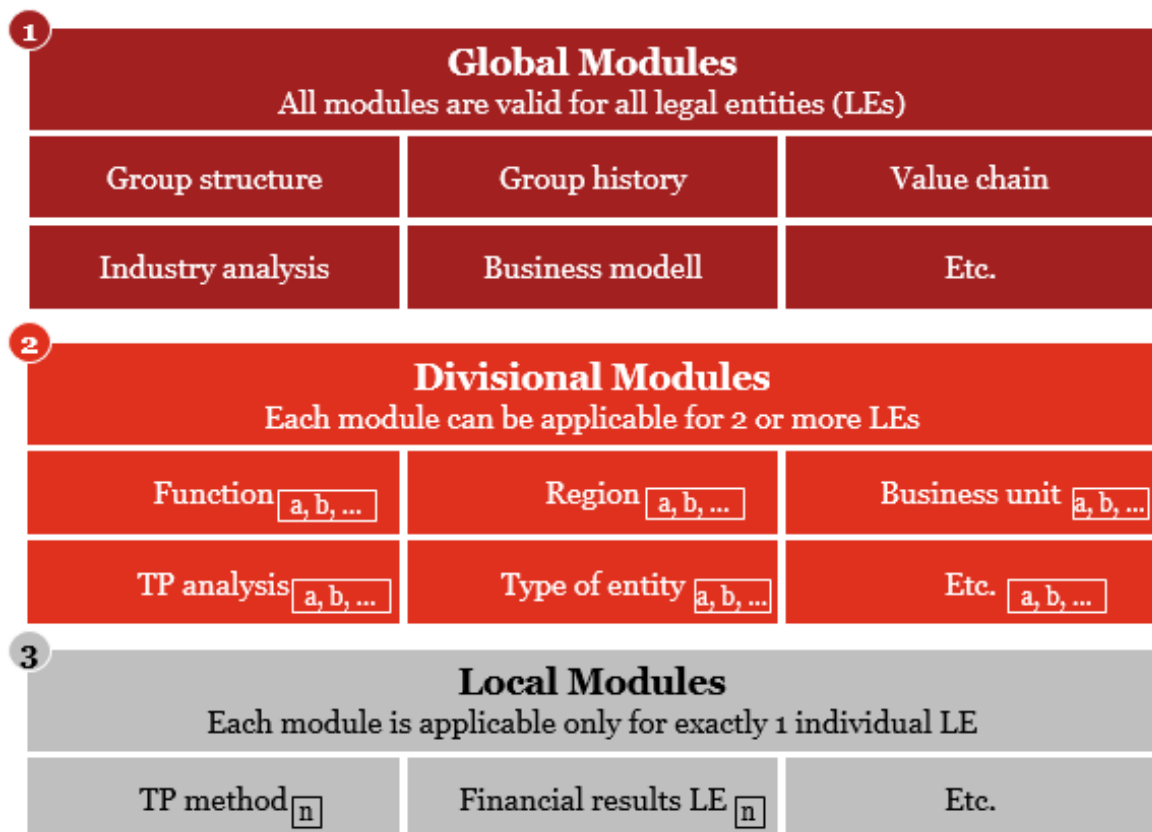 1
Global Modules
All modules are valid for all legal entities (LEs)
Group structure
Group history
Value chain
Industry analysis
Business modell
Etc.
2
Divisional Modules
Each module can be applicable for 2 or more LEs
Function a, b, ...
Region a, b, ...
Business unit a, b, ...
TP analysis a, b, ...
Type of entity a, b, ...
Etc. a, b, ...
3
Local Modules
Each module is applicable only for exactly 1 individual LE
TP method n
Financial results LE n
Etc.